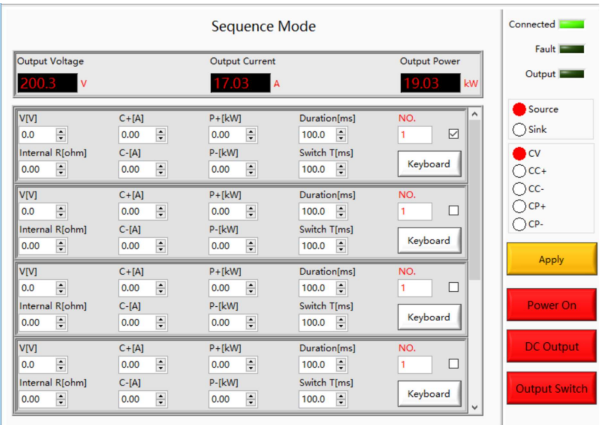 Sequence Mode
Output Voltage Output Current Output Power
200.3 V 17.03 A 19.03 kW
V[V] C+[A] P+[kW] Duration[ms] NO.
0.0 0.00 0.00 100.0 1
Internal R[ohm] C-[A] P-[kW] Switch T[ms]
0.00 0.00 0.00 100.0 Keyboard
V[V] C+[A] P+[kW] Duration[ms] NO.
0.0 0.00 0.00 100.0 1
Internal R[ohm] C-[A] P-[kW] Switch T[ms]
0.00 0.00 0.00 100.0 Keyboard
V[V] C+[A] P+[kW] Duration[ms] NO.
0.0 0.00 0.00 100.0 1
Internal R[ohm] C-[A] P-[kW] Switch T[ms]
0.00 0.00 0.00 100.0 Keyboard
V[V] C+[A] P+[kW] Duration[ms] NO.
0.0 0.00 0.00 100.0 1
Internal R[ohm] C-[A] P-[kW] Switch T[ms]
0.00 0.00 0.00 100.0 Keyboard
Connected
Fault
Output
Source
Sink
CV
CC+
CC-
CP+
CP-
Apply
Power On
DC Output
Output Switch